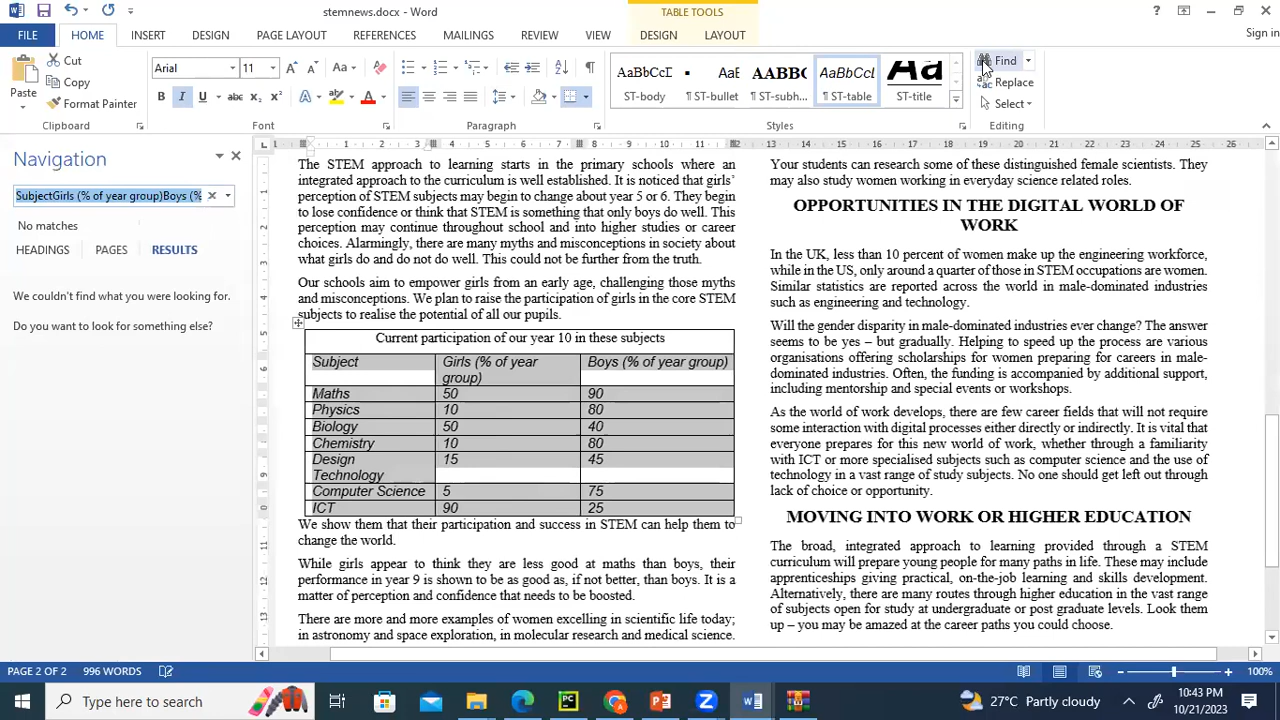 stemnews.docx - Word
TABLE TOOLS
?
FILE HOME INSERT DESIGN PAGE LAYOUT REFERENCES MAILINGS REVIEW VIEW DESIGN LAYOUT Sign in
Paste
Cut
Copy
Format Painter
Clipboard
Arial 11
Font
Paragraph
AaBbCcI AaE AABBC AaBbCcL Aa
ST-body ¶ ST-bullet ¶ ST-subh... ¶ ST-table ST-title
Styles
Find
Replace
Select
Editing
Navigation
SubjectGirls (% of year group)Boys (%
No matches
HEADINGS PAGES RESULTS
We couldn't find what you were looking for.
Do you want to look for something else?
The STEM approach to learning starts in the primary schools where an
integrated approach to the curriculum is well established. It is noticed that girls'
perception of STEM subjects may begin to change about year 5 or 6. They begin
to lose confidence or think that STEM is something that only boys do well. This
perception may continue throughout school and into higher studies or career
choices. Alarmingly, there are many myths and misconceptions in society about
what girls do and do not do well. This could not be further from the truth.
Our schools aim to empower girls from an early age, challenging those myths
and misconceptions. We plan to raise the participation of girls in the core STEM
subjects to realise the potential of all our pupils.
Current participation of our year 10 in these subjects
Subject Girls (% of year group) Boys (% of year group)
Maths 50 90
Physics 10 80
Biology 50 40
Chemistry 10 80
Design Technology 15 45
Computer Science 5 75
ICT 90 25
We show them that their participation and success in STEM can help them to
change the world.
While girls appear to think they are less good at maths than boys, their
performance in year 9 is shown to be as good as, if not better, than boys. It is a
matter of perception and confidence that needs to be boosted.
There are more and more examples of women excelling in scientific life today;
in astronomy and space exploration, in molecular research and medical science.
Your students can research some of these distinguished female scientists. They
may also study women working in everyday science related roles.
OPPORTUNITIES IN THE DIGITAL WORLD OF
WORK
In the UK, less than 10 percent of women make up the engineering workforce,
while in the US, only around a quarter of those in STEM occupations are women.
Similar statistics are reported across the world in male-dominated industries
such as engineering and technology.
Will the gender disparity in male-dominated industries ever change? The answer
seems to be yes – but gradually. Helping to speed up the process are various
organisations offering scholarships for women preparing for careers in male-
dominated industries. Often, the funding is accompanied by additional support,
including mentorship and special events or workshops.
As the world of work develops, there are few career fields that will not require
some interaction with digital processes either directly or indirectly. It is vital that
everyone prepares for this new world of work, whether through a familiarity
with ICT or more specialised subjects such as computer science and the use of
technology in a vast range of study subjects. No one should get left out through
lack of choice or opportunity.
MOVING INTO WORK OR HIGHER EDUCATION
The broad, integrated approach to learning provided through a STEM
curriculum will prepare young people for many paths in life. These may include
apprenticeships giving practical, on-the-job learning and skills development.
Alternatively, there are many routes through higher education in the vast range
of subjects open for study at undergraduate or post graduate levels. Look them
up – you may be amazed at the career paths you could choose.
PAGE 2 OF 2 996 WORDS 100%
Type here to search
27°C Partly cloudy
10:43 PM
10/21/2023